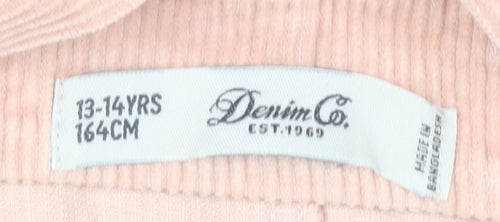 13-14YRS
164CM
Denim Co.
EST.1969
MADE IN
BANGLADESH